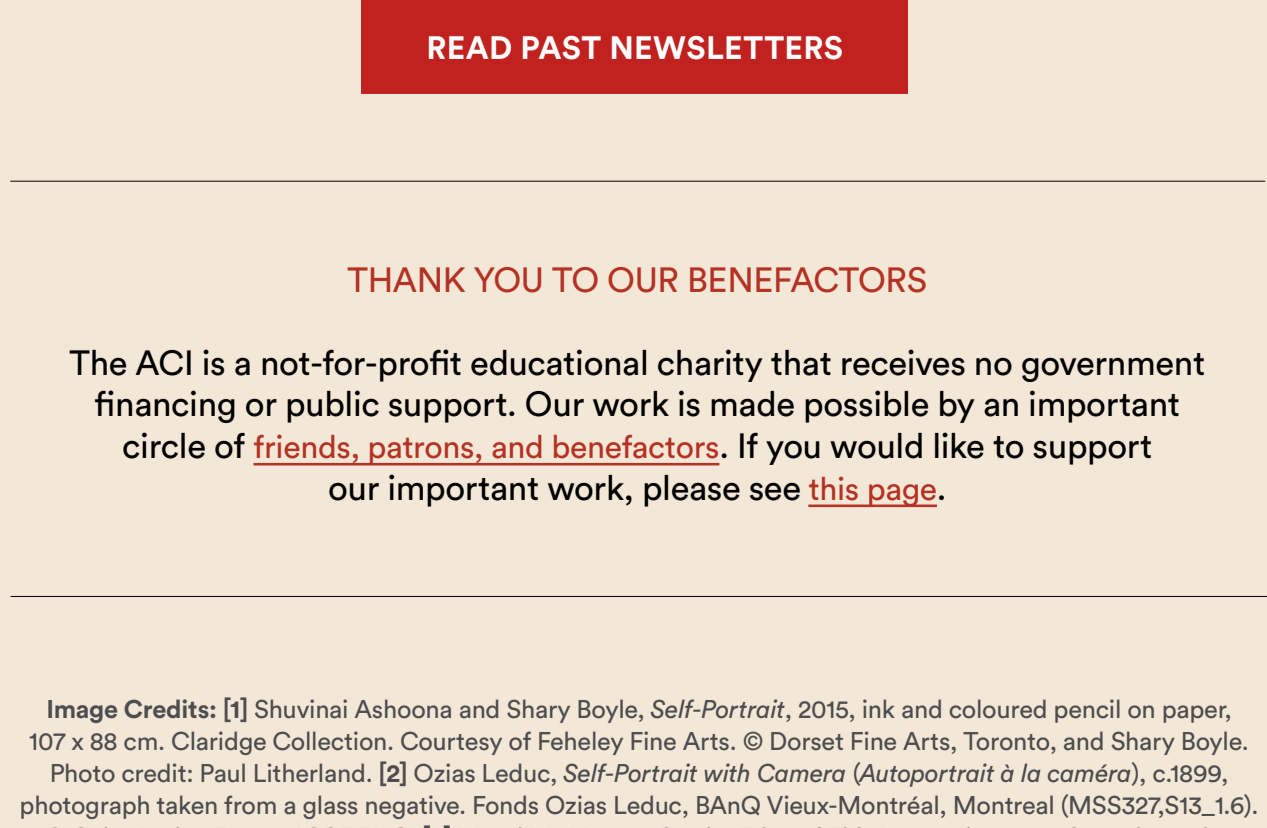 READ PAST NEWSLETTERS
THANK YOU TO OUR BENEFACTORS
The ACI is a not-for-profit educational charity that receives no government
financing or public support. Our work is made possible by an important
circle of friends, patrons, and benefactors. If you would like to support
our important work, please see this page.
Image Credits: [1] Shuvinai Ashoona and Shary Boyle, Self-Portrait, 2015, ink and coloured pencil on paper,
107 x 88 cm. Claridge Collection. Courtesy of Feheley Fine Arts. © Dorset Fine Arts, Toronto, and Shary Boyle.
Photo credit: Paul Litherland. [2] Ozias Leduc, Self-Portrait with Camera (Autoportrait à la caméra), c.1899,
photograph taken from a glass negative. Fonds Ozias Leduc, BAnQ Vieux-Montréal, Montreal (MSS327,S13_1.6).